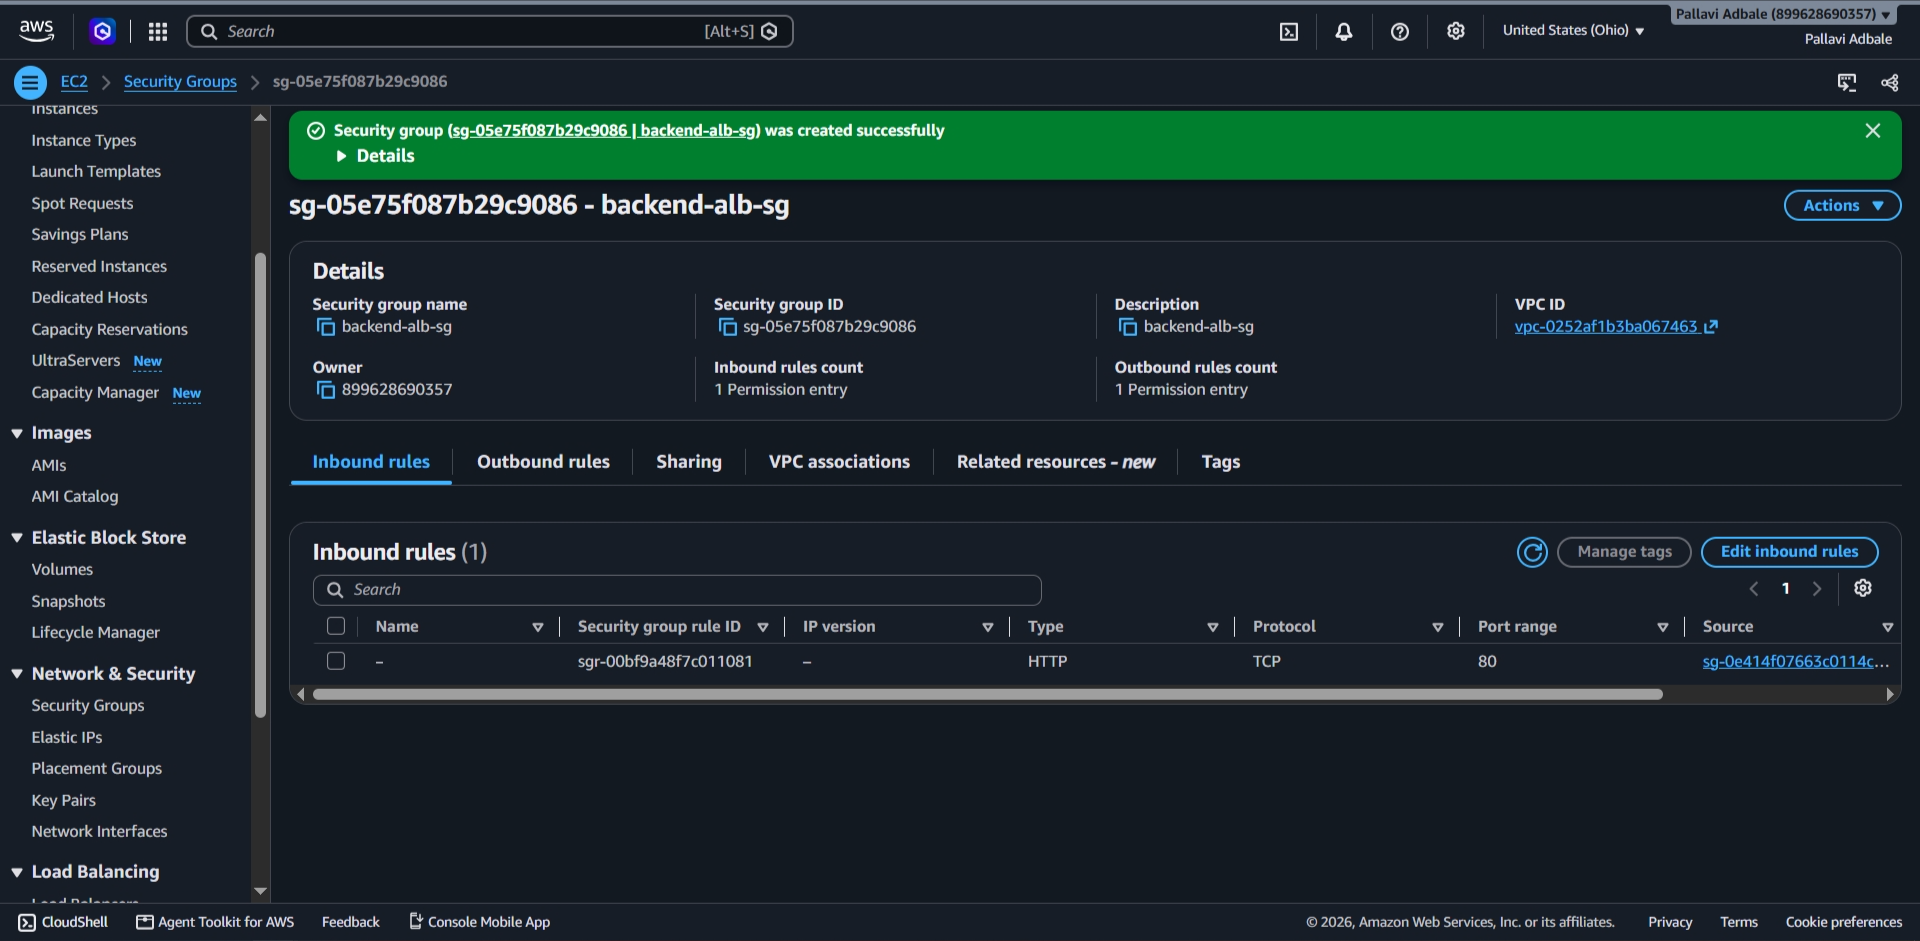 aws
Search
[Alt+S]
United States (Ohio)
Pallavi Adbale (899628690357)
Pallavi Adbale
EC2
Security Groups
sg-05e75f087b29c9086
Instances
Instance Types
Launch Templates
Spot Requests
Savings Plans
Reserved Instances
Dedicated Hosts
Capacity Reservations
UltraServers New
Capacity Manager New
Images
AMIs
AMI Catalog
Elastic Block Store
Volumes
Snapshots
Lifecycle Manager
Network & Security
Security Groups
Elastic IPs
Placement Groups
Key Pairs
Network Interfaces
Load Balancing
Load Balancers
Security group (sg-05e75f087b29c9086 | backend-alb-sg) was created successfully
Details
sg-05e75f087b29c9086 - backend-alb-sg
Actions
Details
Security group name
backend-alb-sg
Security group ID
sg-05e75f087b29c9086
Description
backend-alb-sg
VPC ID
vpc-0252af1b3ba067463
Owner
899628690357
Inbound rules count
1 Permission entry
Outbound rules count
1 Permission entry
Inbound rules
Outbound rules
Sharing
VPC associations
Related resources - new
Tags
Inbound rules (1)
Manage tags
Edit inbound rules
Search
1
Name
Security group rule ID
IP version
Type
Protocol
Port range
Source
–
sgr-00bf9a48f7c011081
–
HTTP
TCP
80
sg-0e414f07663c0114c...
CloudShell
Agent Toolkit for AWS
Feedback
Console Mobile App
© 2026, Amazon Web Services, Inc. or its affiliates.
Privacy
Terms
Cookie preferences